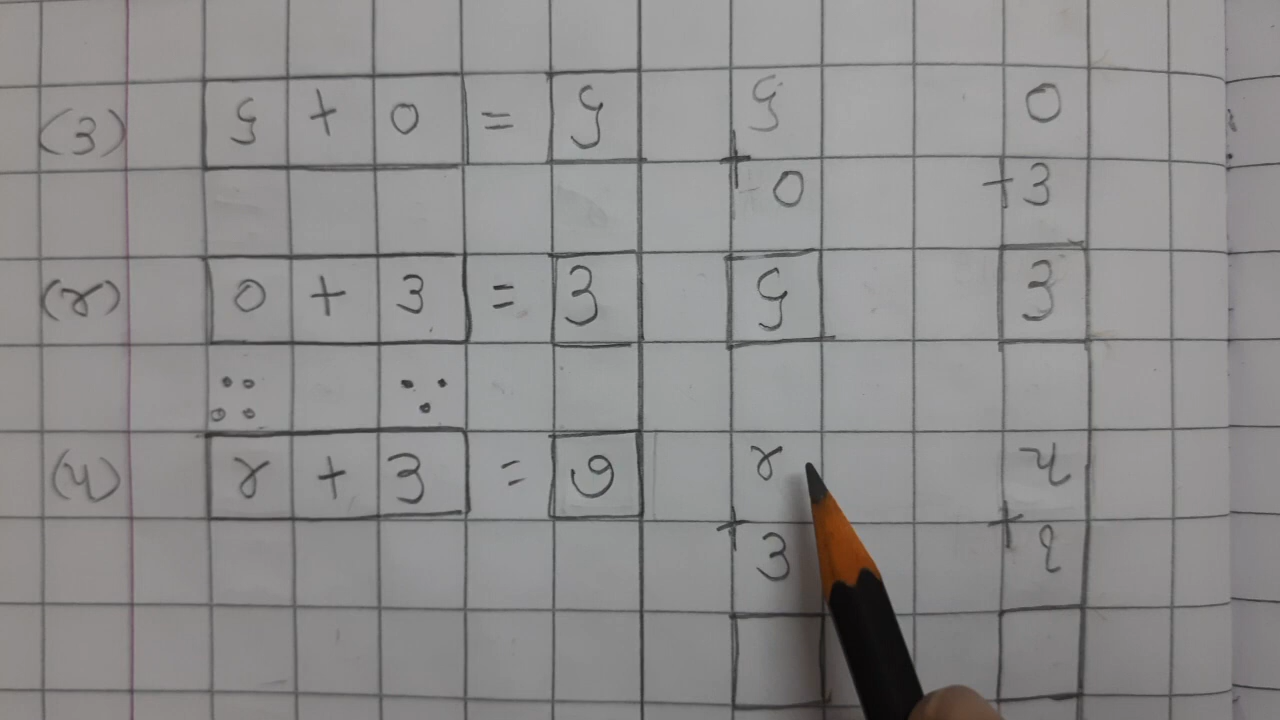 (૩) ૬ + ૦ = ૬ ૬ ૦
+ ૦ + ૩
(૪) ૦ + ૩ = ૩ ૬ ૩
(૫) ૪ + ૩ = ૭ ૪ ૫
+ ૩ + ૨